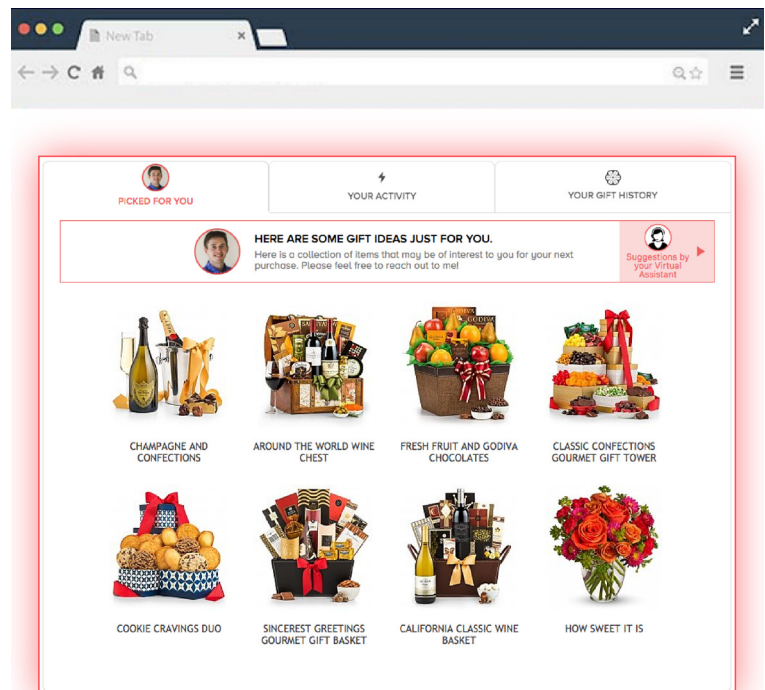 New Tab
PICKED FOR YOU
YOUR ACTIVITY
YOUR GIFT HISTORY
HERE ARE SOME GIFT IDEAS JUST FOR YOU.
Here is a collection of items that may be of interest to you for your next
purchase. Please feel free to reach out to me!
Suggestions by
your Virtual
Assistant
GODIVA
CHAMPAGNE AND
CONFECTIONS
AROUND THE WORLD WINE
CHEST
FRESH FRUIT AND GODIVA
CHOCOLATES
CLASSIC CONFECTIONS
GOURMET GIFT TOWER
COOKIE CRAVINGS DUO
SINCEREST GREETINGS
GOURMET GIFT BASKET
CALIFORNIA CLASSIC WINE
BASKET
HOW SWEET IT IS